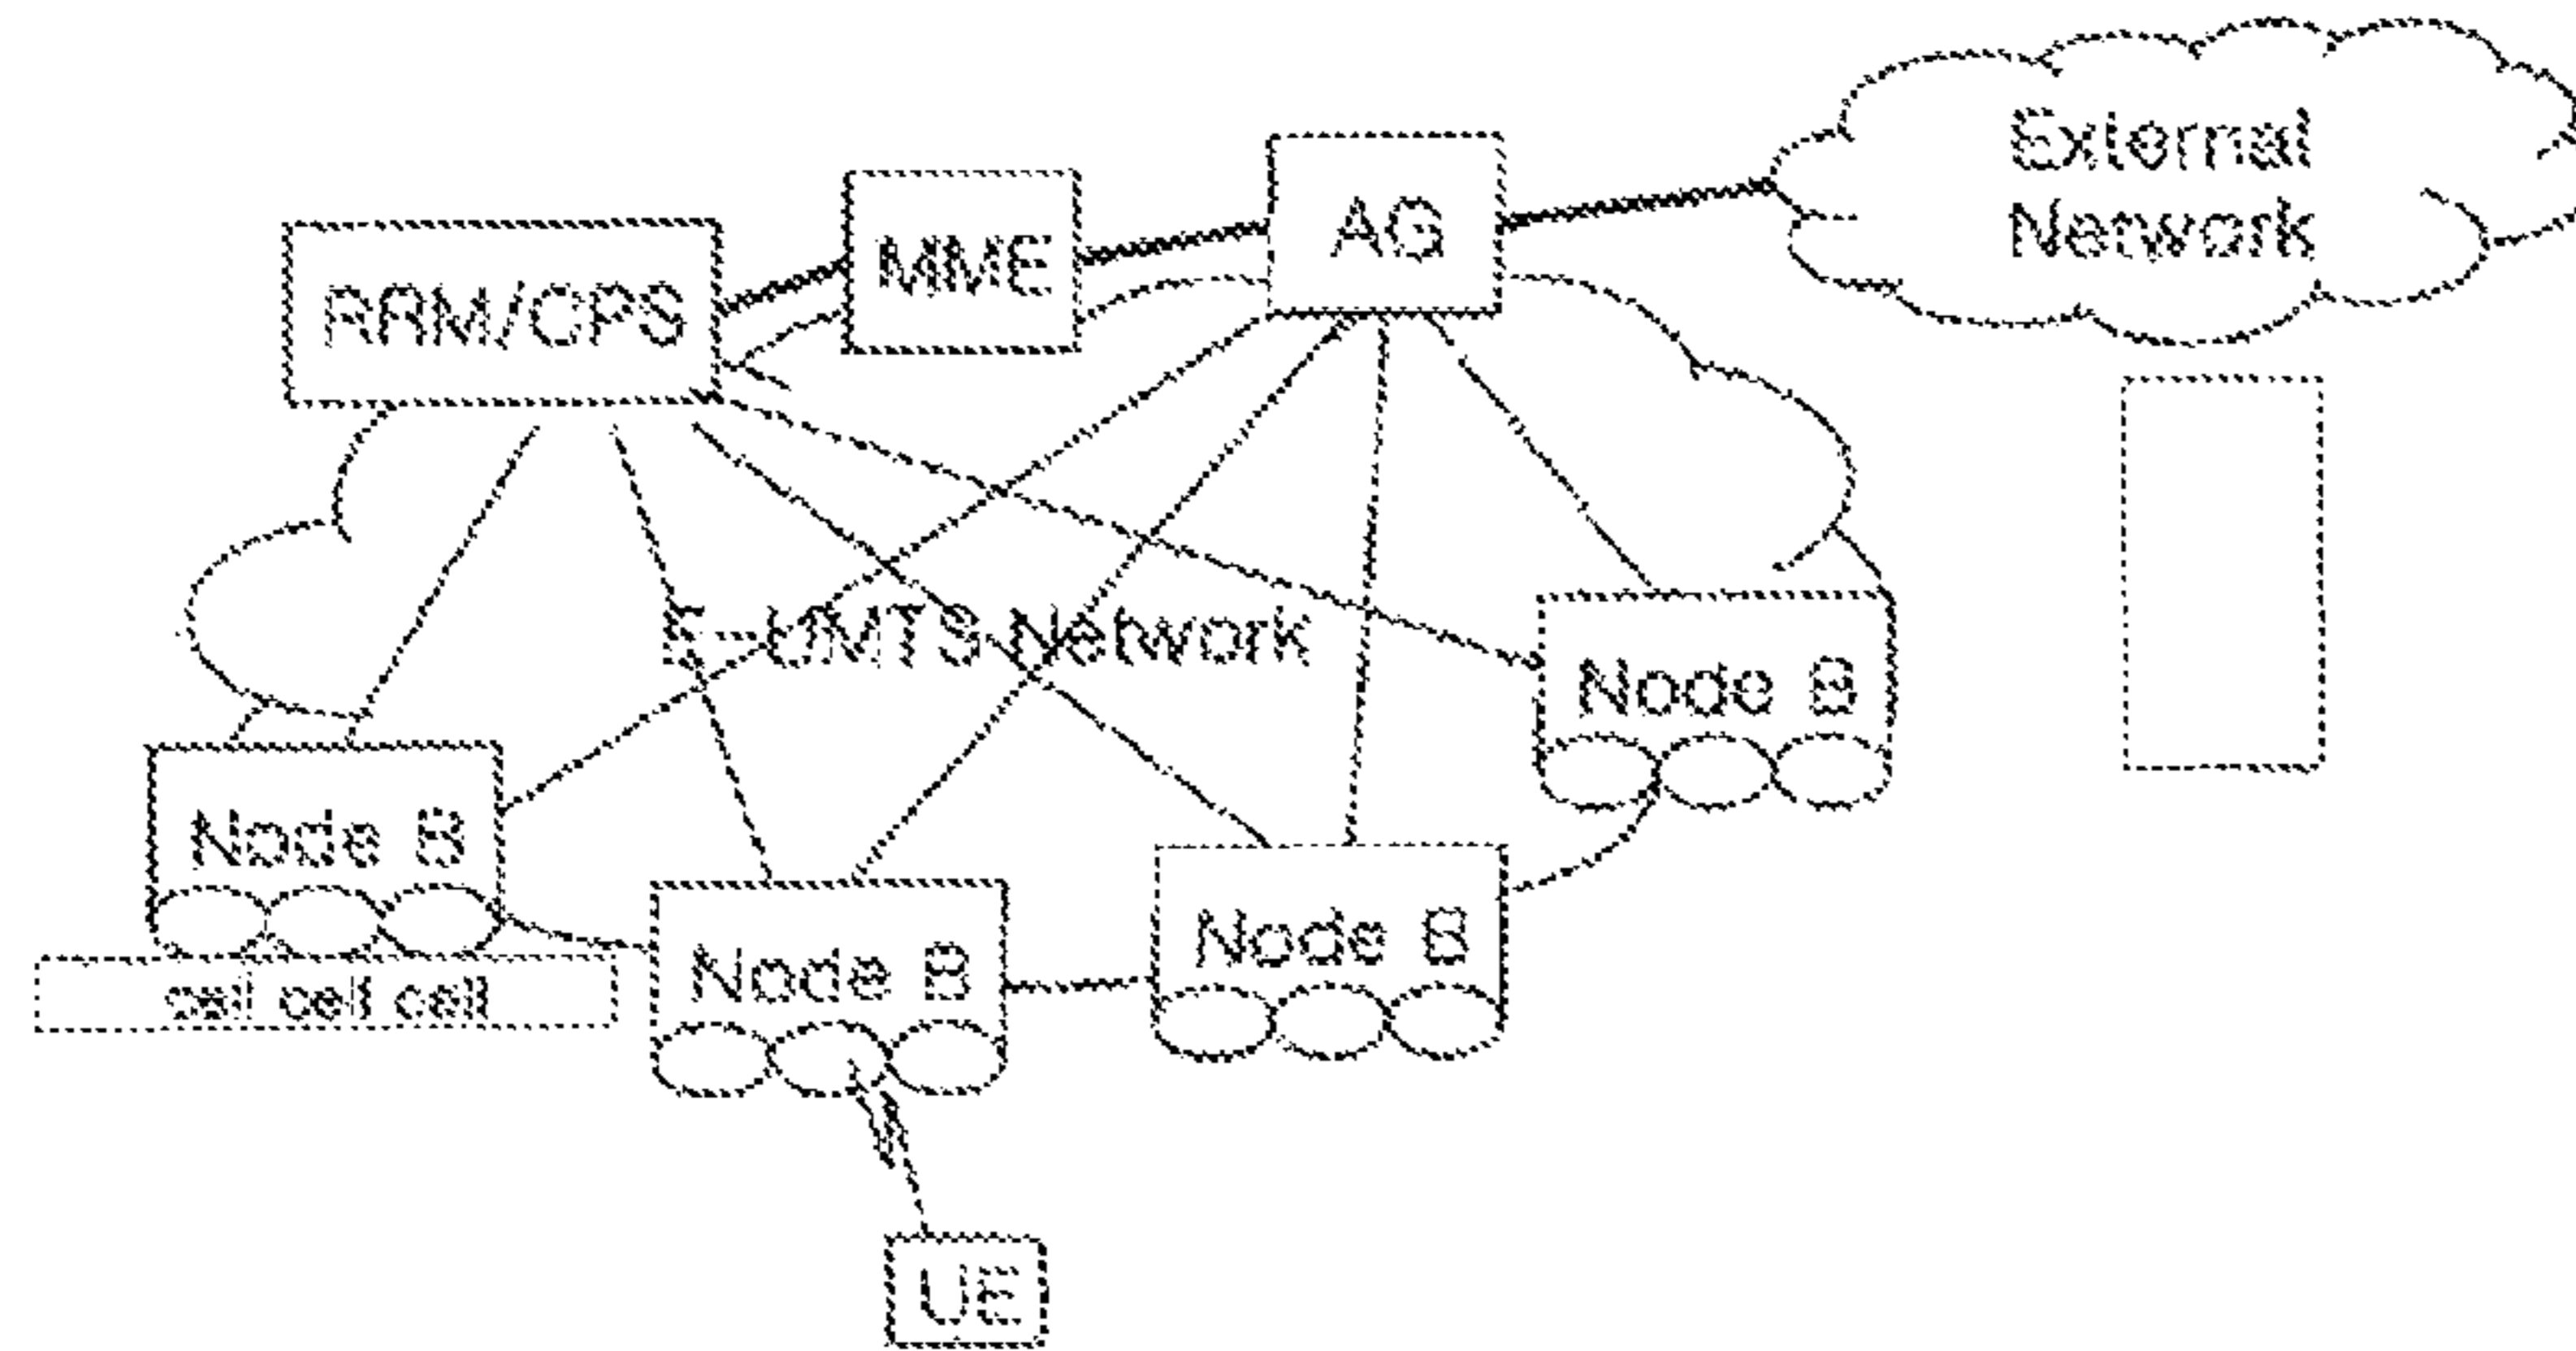 External
Network
AG
MME
RRM/CPS
E-UMTS Network
Node B
Node B
Node B
Node B
cell cell cell
UE